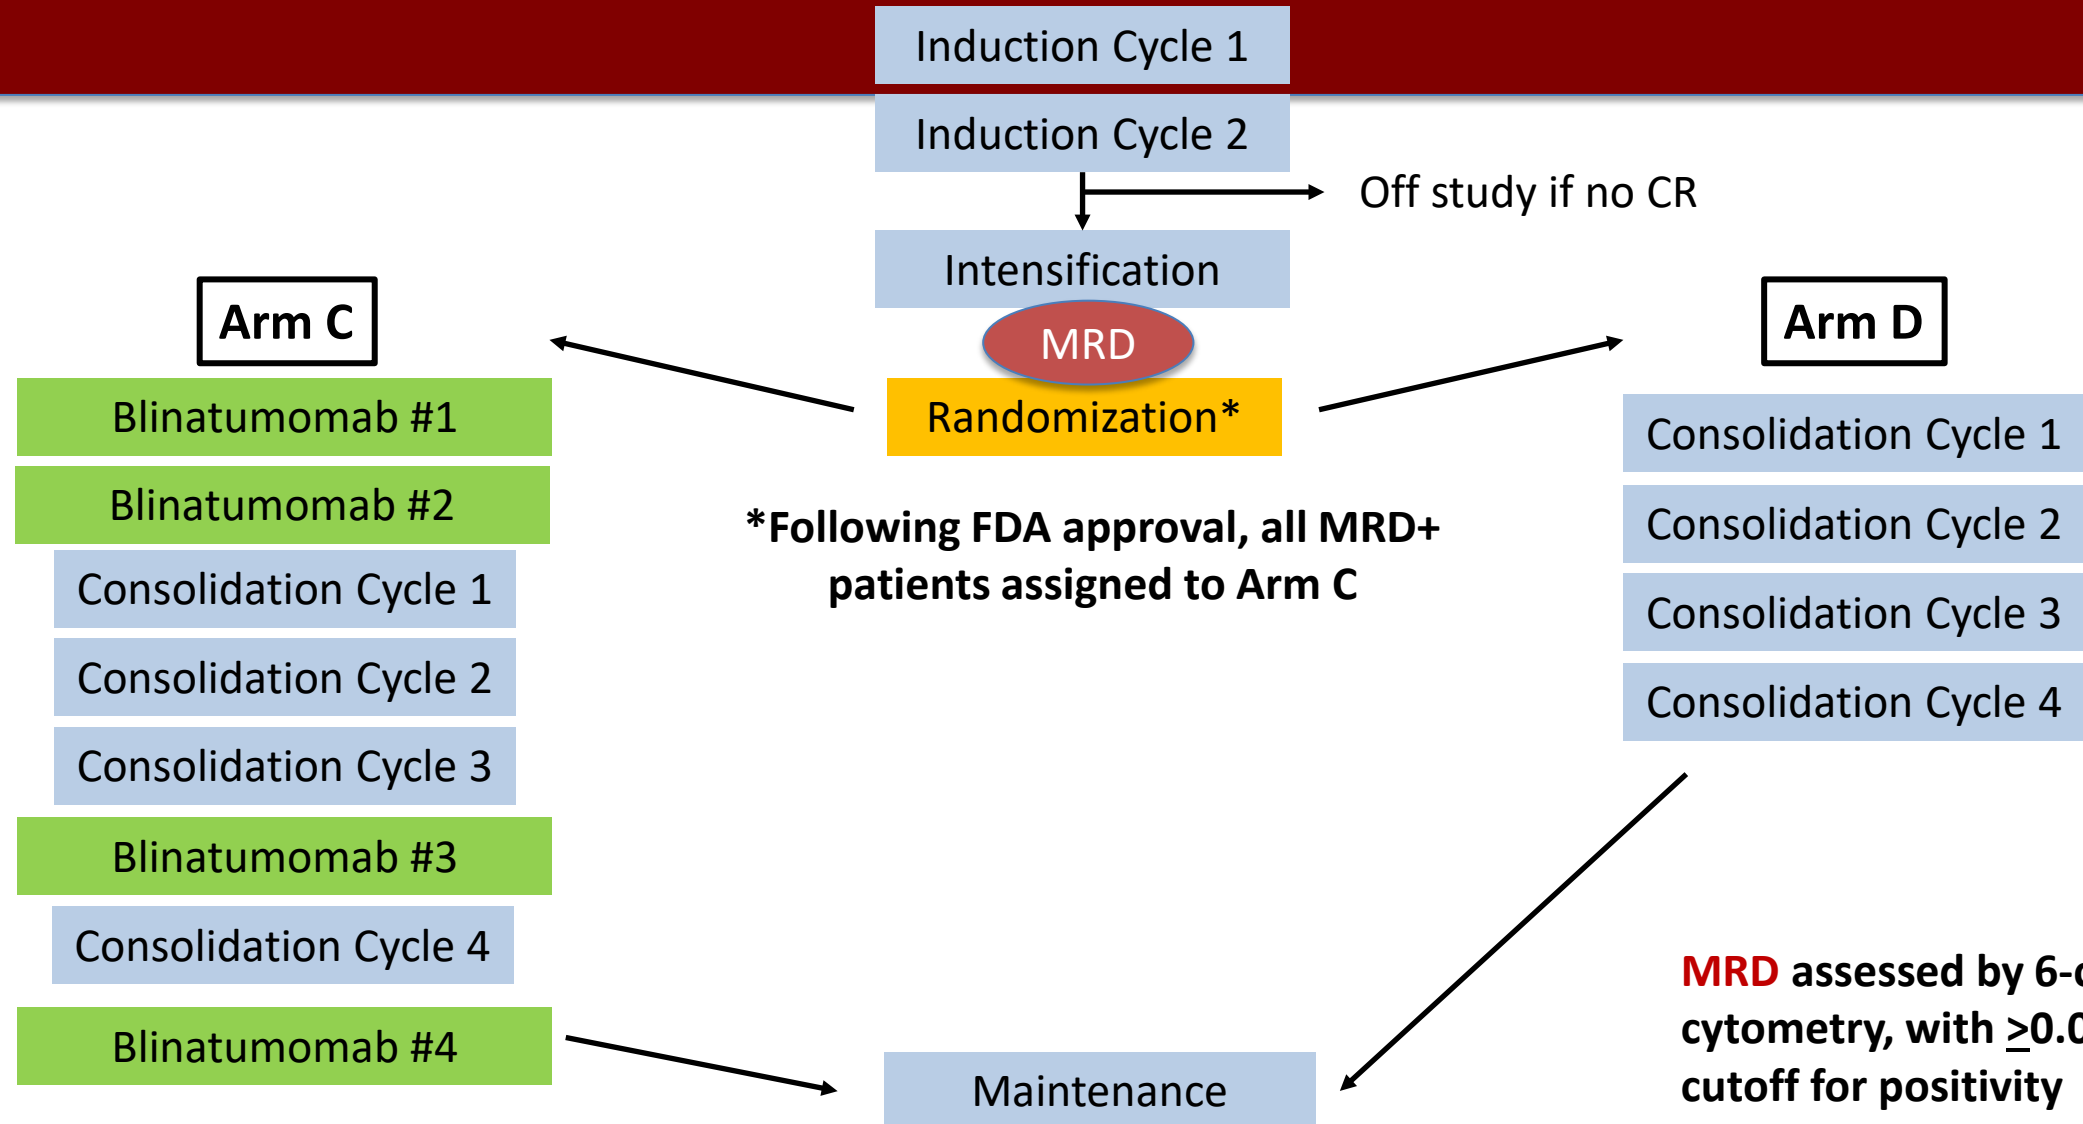 Induction Cycle 1
Induction Cycle 2
Off study if no CR
Intensification
MRD
Randomization*
*Following FDA approval, all MRD+
patients assigned to Arm C
Arm C
Blinatumomab #1
Blinatumomab #2
Consolidation Cycle 1
Consolidation Cycle 2
Consolidation Cycle 3
Blinatumomab #3
Consolidation Cycle 4
Blinatumomab #4
Arm D
Consolidation Cycle 1
Consolidation Cycle 2
Consolidation Cycle 3
Consolidation Cycle 4
Maintenance
MRD assessed by
cytometry, with
cutoff for positivity